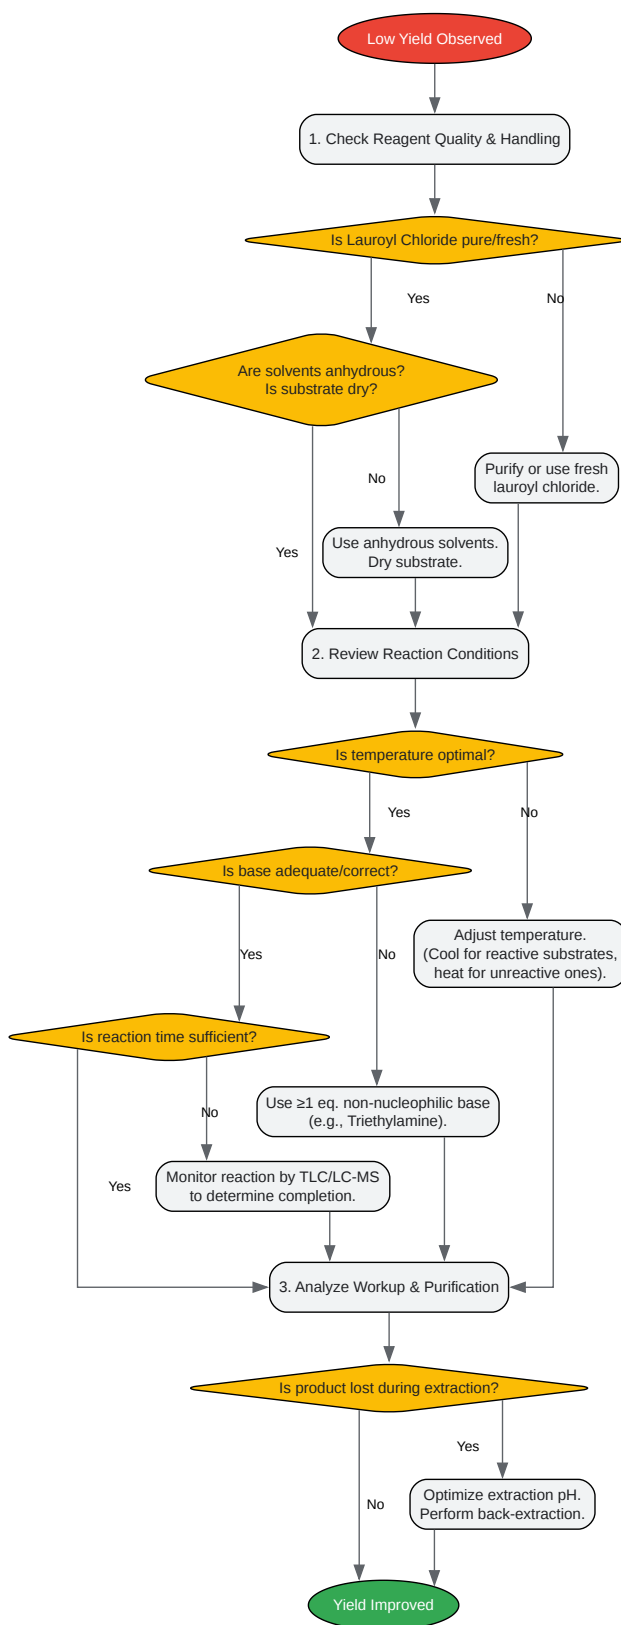 Low Yield Observed
1. Check Reagent Quality & Handling
Is Lauroyl Chloride pure/fresh?
Yes
No
Are solvents anhydrous?
Is substrate dry?
Purify or use fresh
lauroyl chloride.
No
Yes
Use anhydrous solvents.
Dry substrate.
2. Review Reaction Conditions
Is temperature optimal?
Yes
No
Is base adequate/correct?
Adjust temperature.
(Cool for reactive substrates,
heat for unreactive ones).
Yes
No
Is reaction time sufficient?
Use ≥1 eq. non-nucleophilic base
(e.g., Triethylamine).
No
Yes
Monitor reaction by TLC/LC-MS
to determine completion.
3. Analyze Workup & Purification
Is product lost during extraction?
Yes
No
Optimize extraction pH.
Perform back-extraction.
Yield Improved